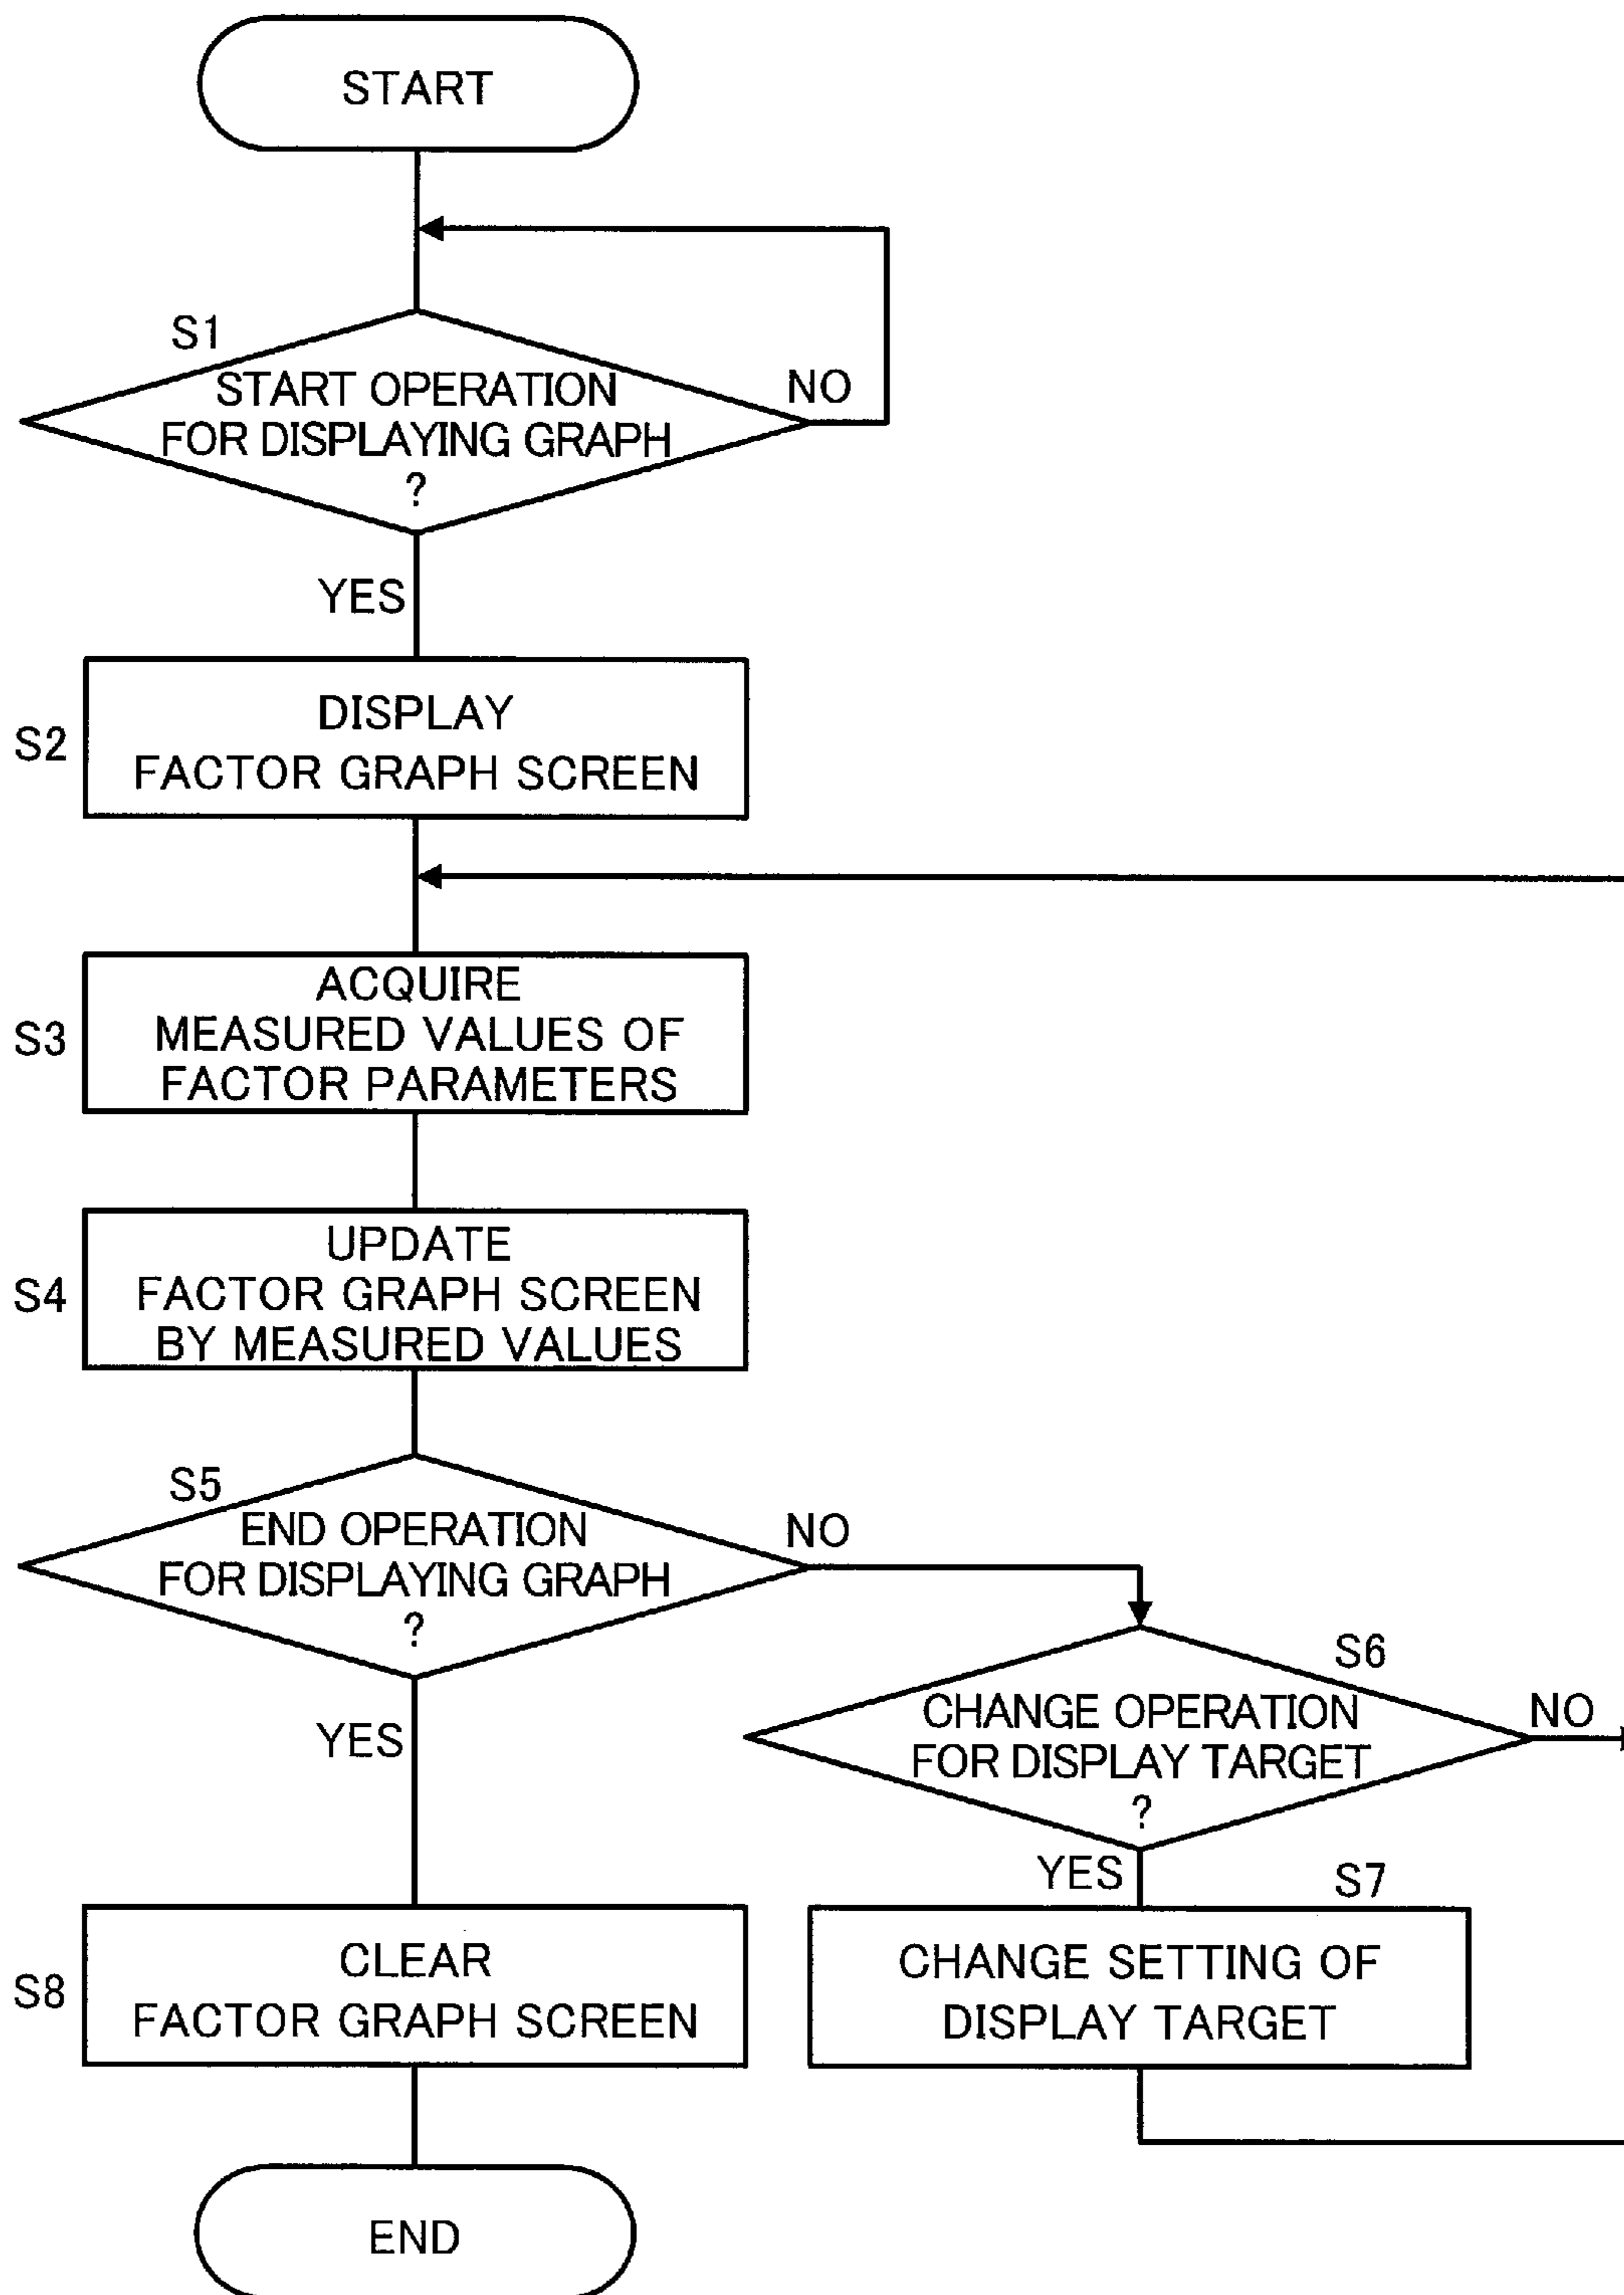 START
S1
START OPERATION
FOR DISPLAYING GRAPH
?
NO
YES
S2
DISPLAY
FACTOR GRAPH SCREEN
S3
ACQUIRE
MEASURED VALUES OF
FACTOR PARAMETERS
S4
UPDATE
FACTOR GRAPH SCREEN
BY MEASURED VALUES
S5
END OPERATION
FOR DISPLAYING GRAPH
?
NO
YES
S6
CHANGE OPERATION
FOR DISPLAY TARGET
?
NO
YES
S7
CHANGE SETTING OF
DISPLAY TARGET
S8
CLEAR
FACTOR GRAPH SCREEN
END